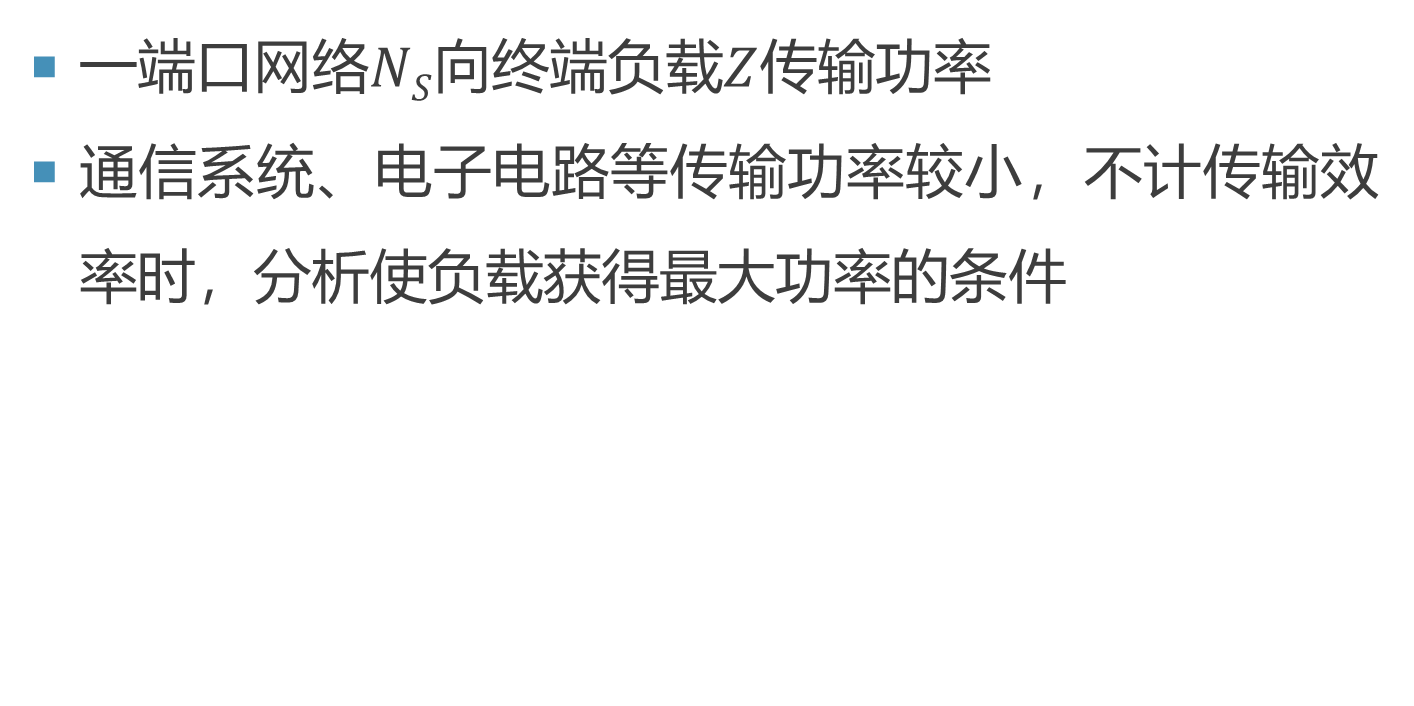 一端口网络N_S向终端负载Z传输功率
通信系统、电子电路等传输功率较小，不计传输效
率时，分析使负载获得最大功率的条件